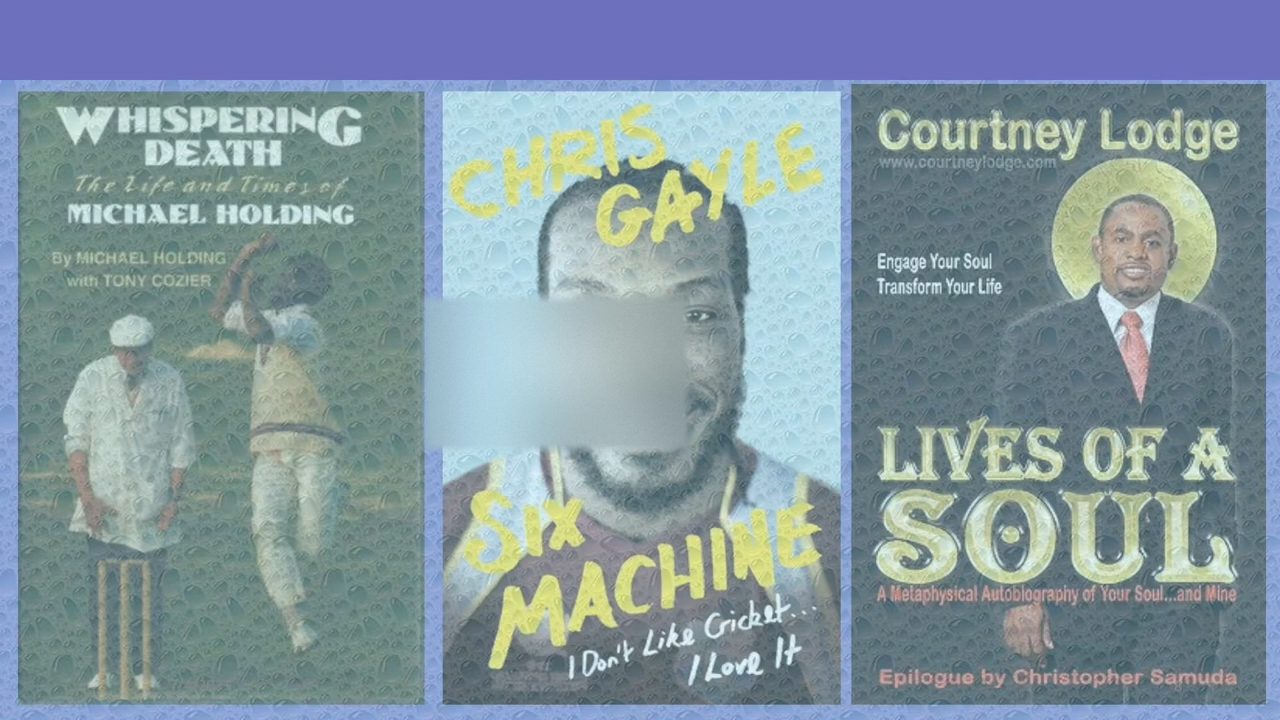 WHISPERING
DEATH
The Life and Times of
MICHAEL HOLDING
By MICHAEL HOLDING
with TONY COZIER
CHRIS
GAYLE
SIX
MACHINE
I Don't Like Cricket...
I Love It
Courtney Lodge
www.courtneylodge.com
Engage Your Soul
Transform Your Life
LIVES OF A
SOUL
A Metaphysical Autobiography of Your Soul...and Mine
Epilogue by Christopher Samuda